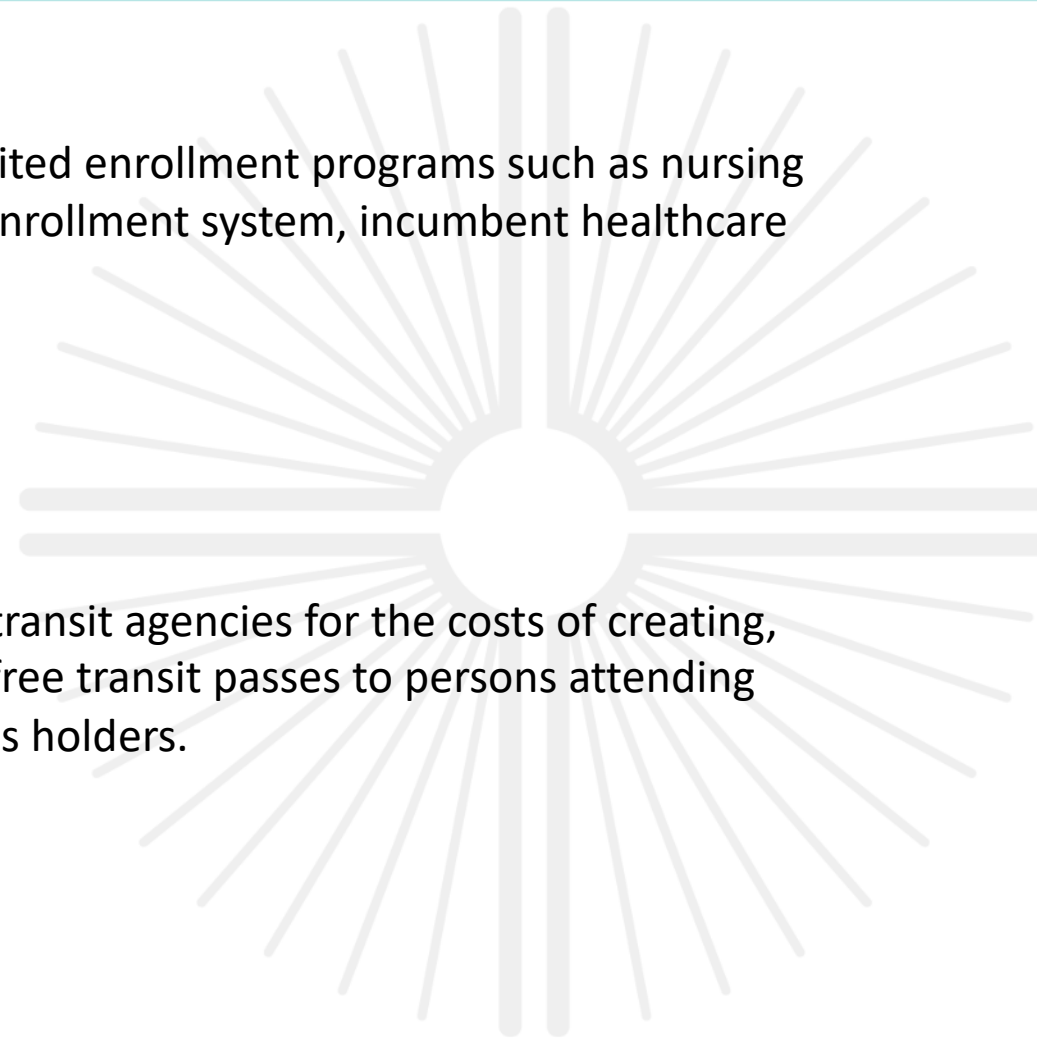 ited enrollment programs such as nursing
nrollment system, incumbent healthcare
transit agencies for the costs of creating,
free transit passes to persons attending
s holders.